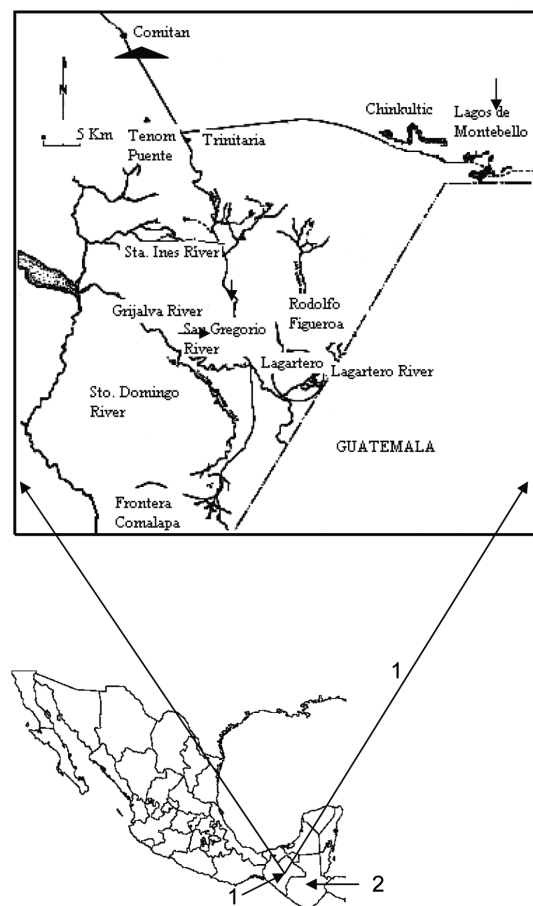 Comitan
N
5 Km
Tenom
Puente
Trinitaria
Chinkultic
Lagos de
Montebello
Sta. Ines River
Grijalva River
San Gregorio
River
Rodolfo
Figueroa
Lagartero
Lagartero River
Sto. Domingo
River
GUATEMALA
Frontera
Comalapa
1
1
2